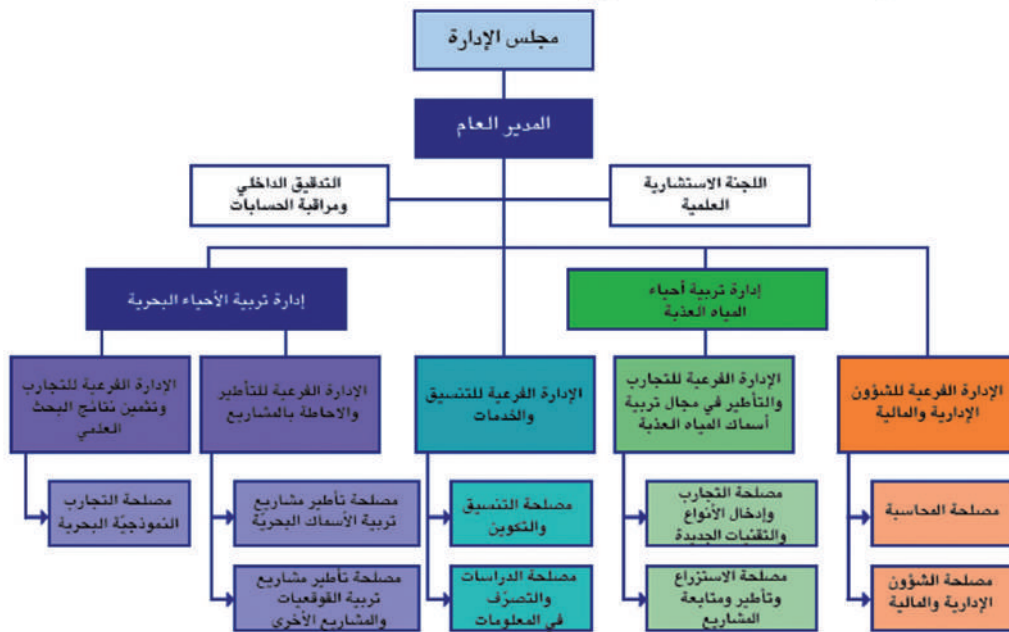 مجلس الإدارة
المدير العام
اللجنة الاستشارية
العلمية
التدقيق الداخلي
ومراقبة الحسابات
إدارة تربية أحياء
المياه العذبة
إدارة تربية الأحياء البحرية
الإدارة الفرعية للشؤون
الإدارية والمالية
الإدارة الفرعية للتجارب
والتأطير في مجال تربية
أسماك المياه العذبة
الإدارة الفرعية للتنسيق
والخدمات
الإدارة الفرعية للتأطير
والاحاطة بالمشاريع
الإدارة الفرعية للتجارب
وتثمين نتائج البحث
العلمي
مصلحة المحاسبة
مصلحة التجارب
وإدخال الأنواع
والتقنيات الجديدة
مصلحة التنسيق
والتكوين
مصلحة تأطير مشاريع
تربية الأسماك البحرية
مصلحة التجارب
النموذجيّة البحرية
مصلحة الشؤون
الإدارية والمالية
مصلحة الاستزراع
وتأطير ومتابعة
المشاريع
مصلحة الدراسات
والتصرّف
في المعلومات
مصلحة تأطير مشاريع
تربية القوقعيات
والمشاريع الأخرى